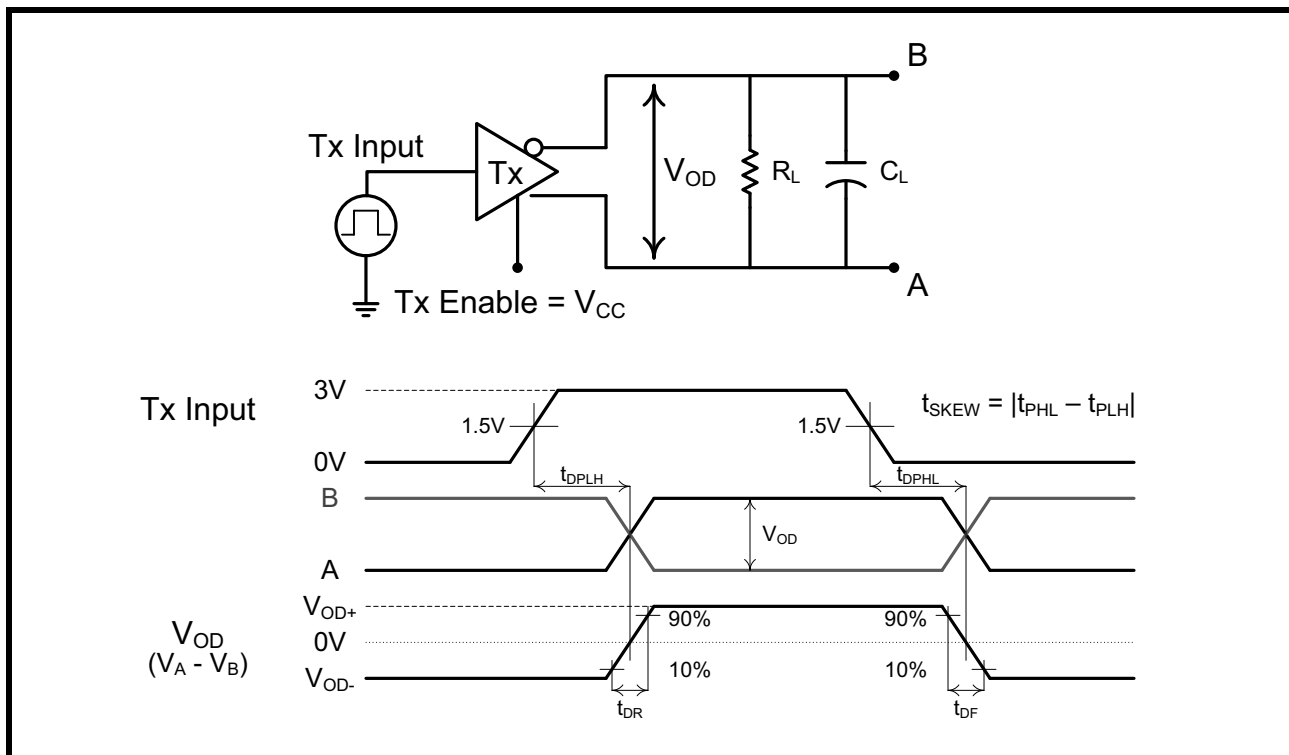 B
Tx Input
Tx
V_OD
R_L
C_L
A
Tx Enable = V_CC
Tx Input
3V
1.5V
1.5V
t_SKEW = |t_PHL – t_PLH|
0V
t_DPLH
t_DPHL
B
V_OD
A
V_OD+
90%
90%
V_OD
(V_A - V_B)
0V
V_OD-
10%
10%
t_DR
t_DF